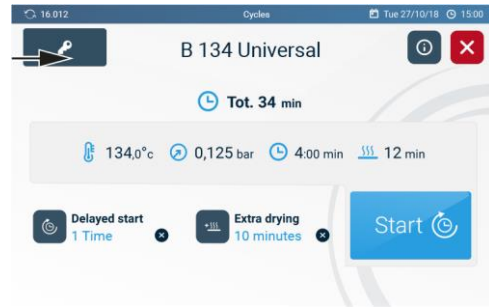 16.012 Cycles Tue 27/10/18 15:00
B 134 Universal
Tot. 34 min
134,0°c 0,125 bar 4:00 min 12 min
Delayed start
1 Time
Extra drying
10 minutes
Start